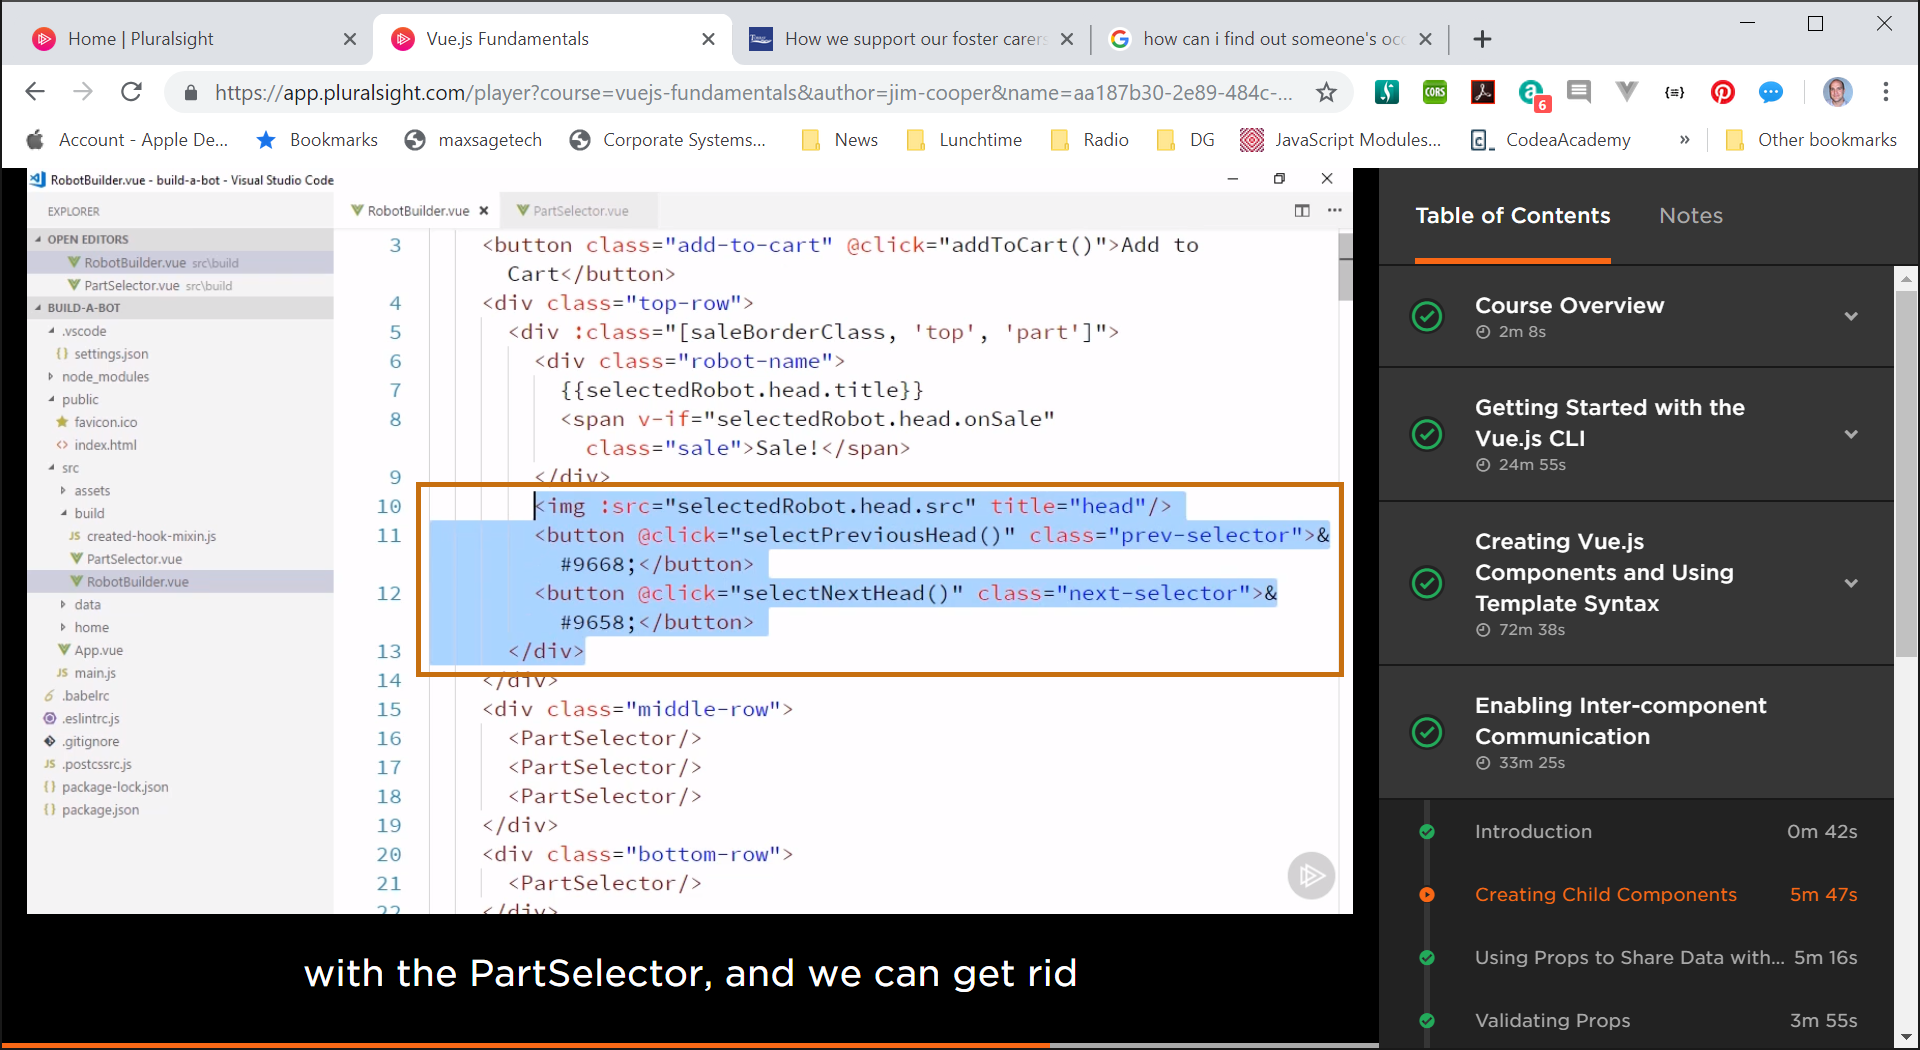 Home | Pluralsight
Vue.js Fundamentals
How we support our foster carers
how can i find out someone's occ
https://app.pluralsight.com/player?course=vuejs-fundamentals&author=jim-cooper&name=aa187b30-2e89-484c-...
CORS
6
{≡}
Account - Apple De...
Bookmarks
maxsagetech
Corporate Systems...
News
Lunchtime
Radio
DG
JavaScript Modules...
CodeaAcademy
»
Other bookmarks
RobotBuilder.vue - build-a-bot - Visual Studio Code
EXPLORER
OPEN EDITORS
RobotBuilder.vue src\build
PartSelector.vue src\build
BUILD-A-BOT
.vscode
{} settings.json
node_modules
public
favicon.ico
<> index.html
src
assets
build
JS created-hook-mixin.js
PartSelector.vue
RobotBuilder.vue
data
home
App.vue
JS main.js
.babelrc
.eslintrc.js
.gitignore
JS .postcssrc.js
{} package-lock.json
{} package.json
RobotBuilder.vue
PartSelector.vue
3 <button class="add-to-cart" @click="addToCart()">Add to
Cart</button>
4 <div class="top-row">
5 <div :class="[saleBorderClass, 'top', 'part']">
6 <div class="robot-name">
7 {{selectedRobot.head.title}}
8 <span v-if="selectedRobot.head.onSale"
class="sale">Sale!</span>
9 </div>
10 <img :src="selectedRobot.head.src" title="head"/>
11 <button @click="selectPreviousHead()" class="prev-selector">&
#9668;</button>
12 <button @click="selectNextHead()" class="next-selector">&
#9658;</button>
13 </div>
14 </div>
15 <div class="middle-row">
16 <PartSelector/>
17 <PartSelector/>
18 <PartSelector/>
19 </div>
20 <div class="bottom-row">
21 <PartSelector/>
22 </div>
with the PartSelector, and we can get rid
Table of Contents
Notes
Course Overview
2m 8s
Getting Started with the
Vue.js CLI
24m 55s
Creating Vue.js
Components and Using
Template Syntax
72m 38s
Enabling Inter-component
Communication
33m 25s
Introduction 0m 42s
Creating Child Components 5m 47s
Using Props to Share Data with... 5m 16s
Validating Props 3m 55s